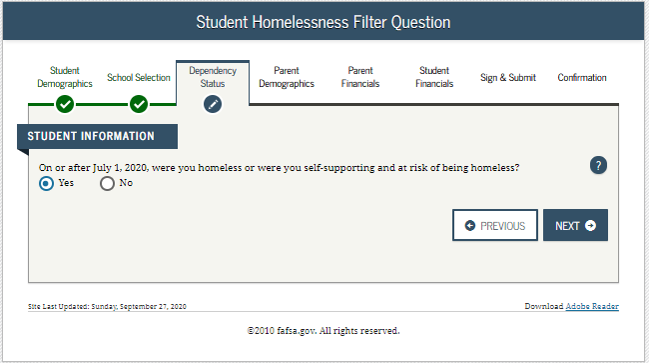 Student Homelessness Filter Question
Student Demographics
School Selection
Dependency Status
Parent Demographics
Parent Financials
Student Financials
Sign & Submit
Confirmation
STUDENT INFORMATION
On or after July 1, 2020, were you homeless or were you self-supporting and at risk of being homeless?
?
Yes No
PREVIOUS NEXT
Site Last Updated: Sunday, September 27, 2020 Download Adobe Reader
©2010 fafsa.gov. All rights reserved.